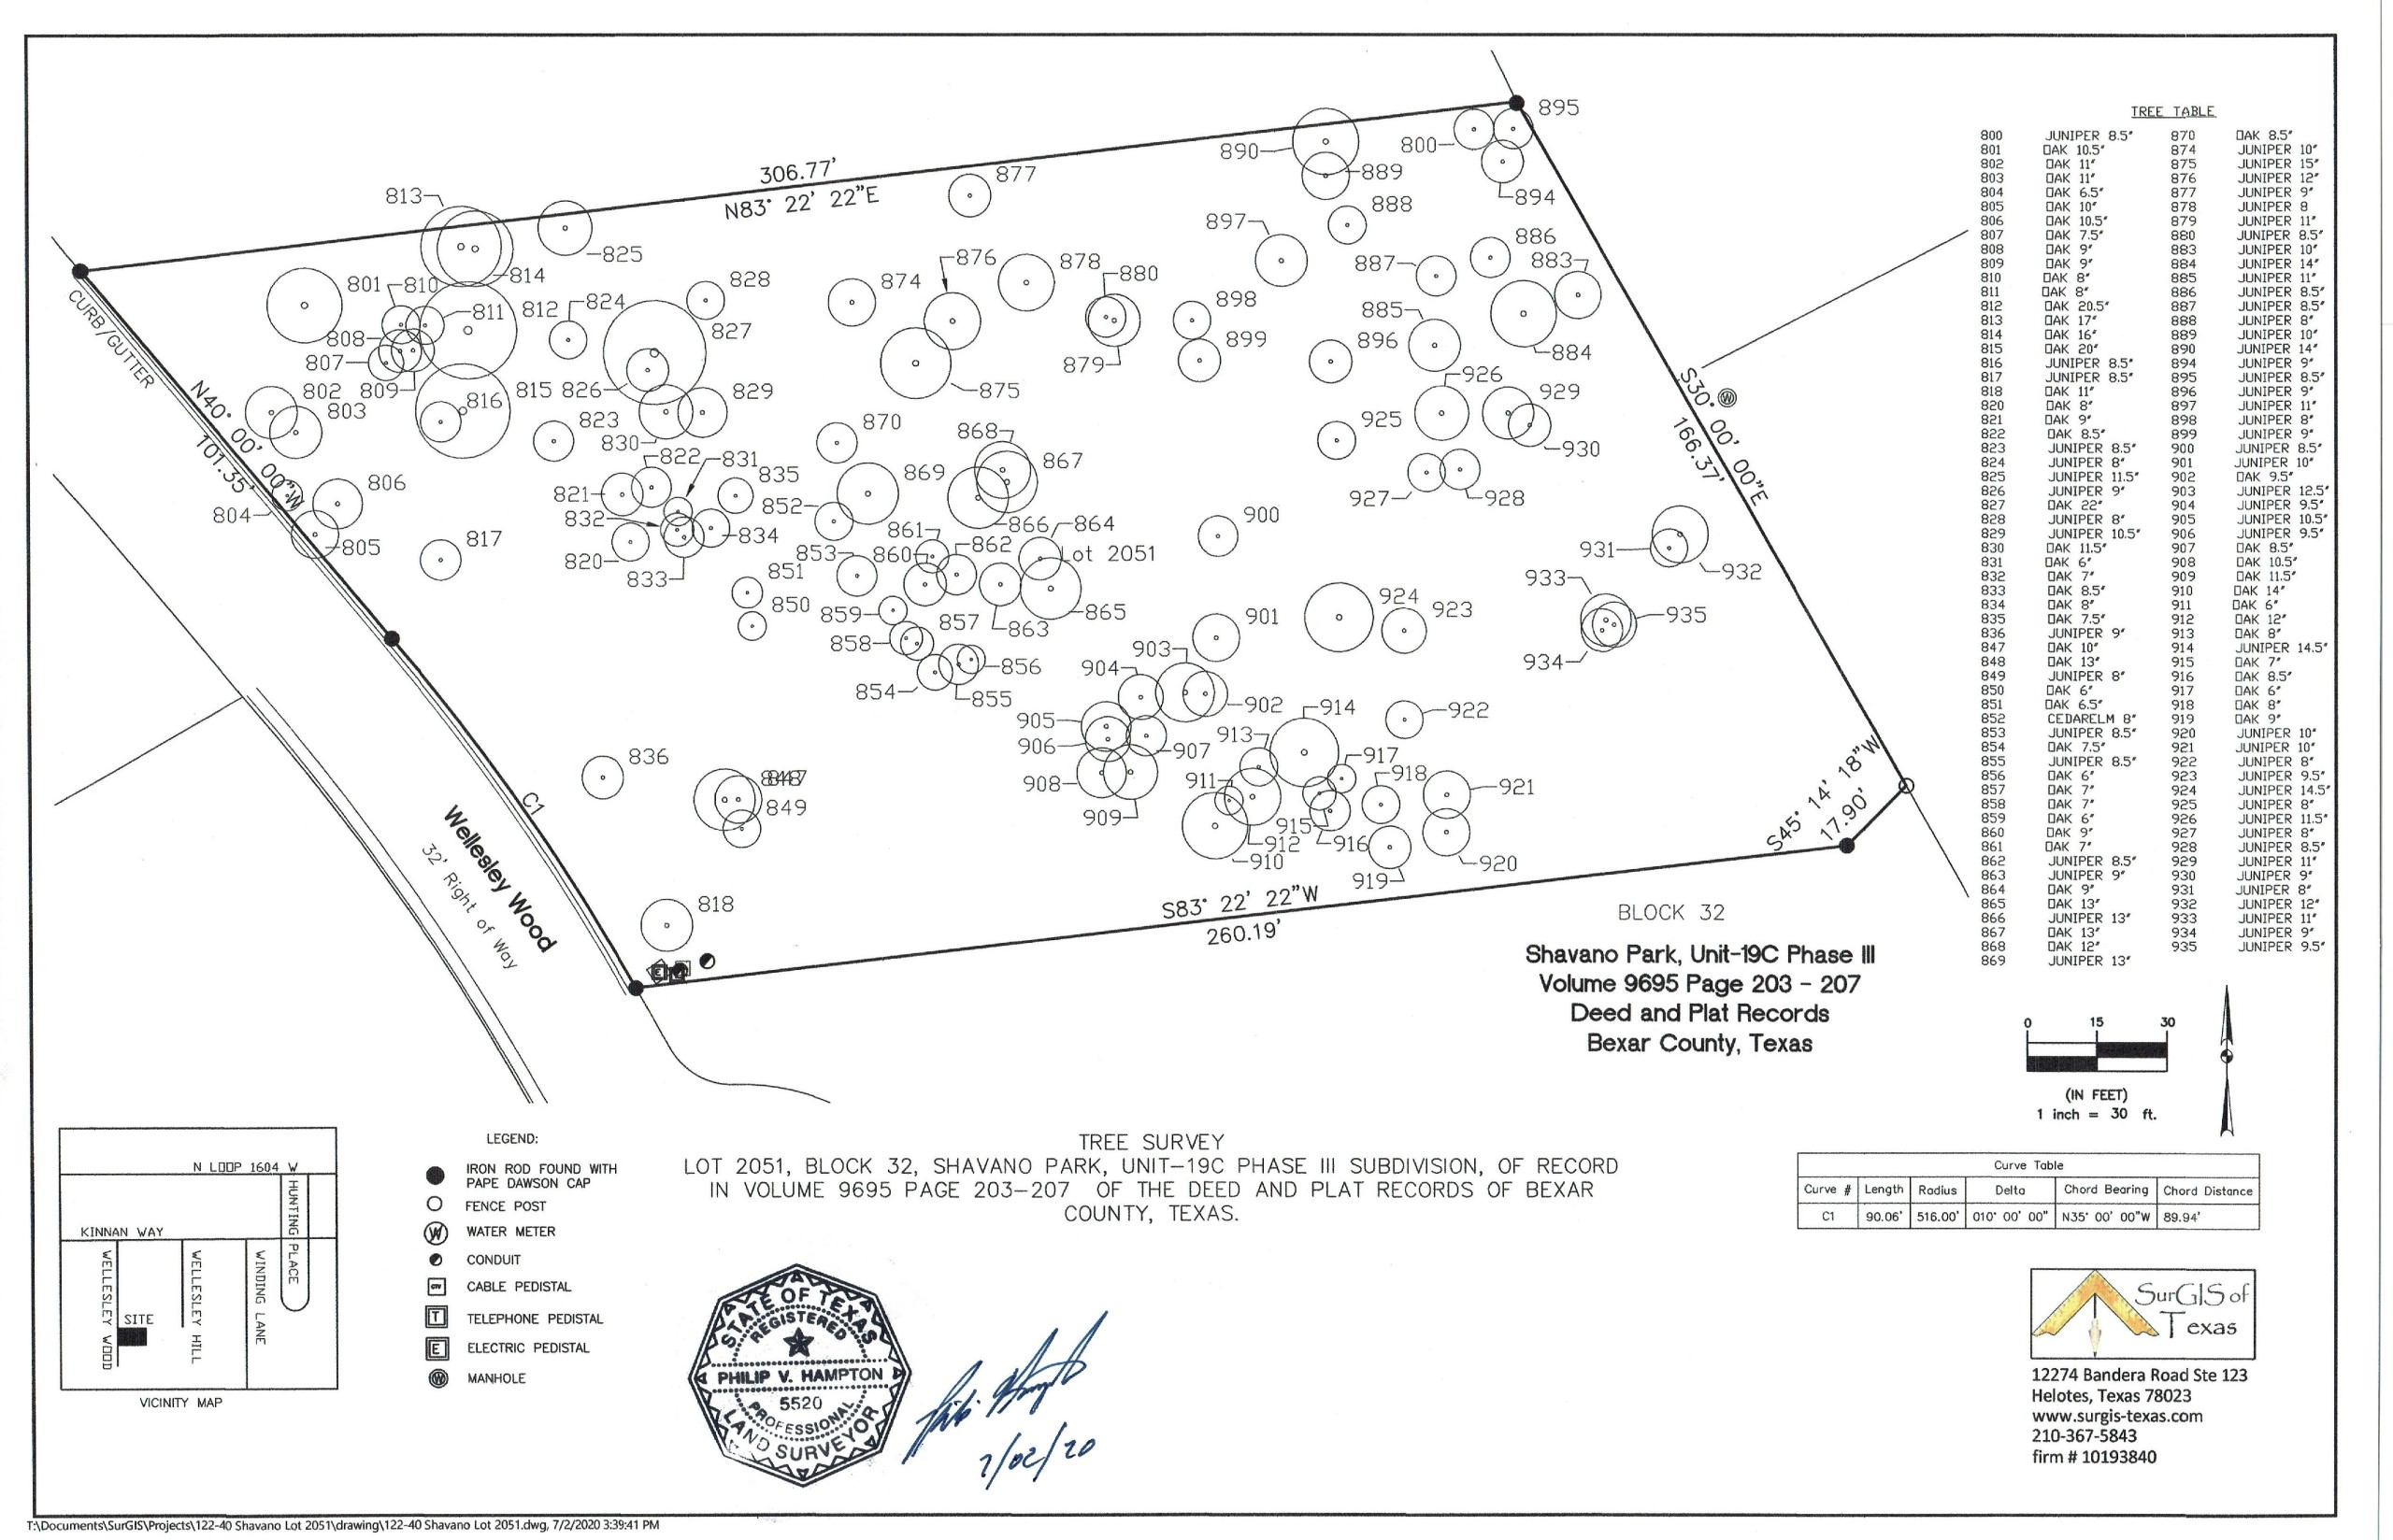 895
890
800
306.77'
N83° 22' 22"E
889
813
877
894
897
888
825
814
876
878
880
886
887
883
801
810
828
874
811
812
824
898
885
808
827
899
896
884
807
879
809
802
815
826
875
926
929
803
816
829
823
830
870
925
930
868
822
831
867
835
869
927
928
806
821
852
804
832
866
864
900
861
862
805
817
834
853
860
Lot 2051
931
820
833
932
851
933
850
859
857
863
865
924
923
935
858
901
856
903
934
854
855
904
902
914
922
905
906
907
913
917
836
908
911
918
921
847
848
849
909
915
912
916
910
919
920
818
CURB/GUTTER
N40° 00' 00"W
101.35'
C1
Wellesley Wood
32' Right of Way
S30° 00' 00"E
166.37'
S45° 14' 18"W
17.90'
S83° 22' 22"W
260.19'
BLOCK 32
Shavano Park, Unit-19C Phase III
Volume 9695 Page 203 - 207
Deed and Plat Records
Bexar County, Texas
TREE TABLE
800 JUNIPER 8.5" 870 OAK 8.5"
801 OAK 10.5" 874 JUNIPER 10"
802 OAK 11" 875 JUNIPER 15"
803 OAK 11" 876 JUNIPER 12"
804 OAK 6.5" 877 JUNIPER 9"
805 OAK 10" 878 JUNIPER 8
806 OAK 10.5" 879 JUNIPER 11"
807 OAK 7.5" 880 JUNIPER 8.5"
808 OAK 9" 883 JUNIPER 10"
809 OAK 9" 884 JUNIPER 14"
810 OAK 8" 885 JUNIPER 11"
811 OAK 8" 886 JUNIPER 8.5"
812 OAK 20.5" 887 JUNIPER 8.5"
813 OAK 17" 888 JUNIPER 8"
814 OAK 16" 889 JUNIPER 10"
815 OAK 20" 890 JUNIPER 14"
816 JUNIPER 8.5" 894 JUNIPER 9"
817 JUNIPER 8.5" 895 JUNIPER 8.5"
818 OAK 11" 896 JUNIPER 9"
820 OAK 8" 897 JUNIPER 11"
821 OAK 9" 898 JUNIPER 8"
822 OAK 8.5" 899 JUNIPER 9"
823 JUNIPER 8.5" 900 JUNIPER 8.5"
824 JUNIPER 8" 901 JUNIPER 10"
825 JUNIPER 11.5" 902 OAK 9.5"
826 JUNIPER 9" 903 JUNIPER 12.5"
827 OAK 22" 904 JUNIPER 9.5"
828 JUNIPER 8" 905 JUNIPER 10.5"
829 JUNIPER 10.5" 906 JUNIPER 9.5"
830 OAK 11.5" 907 OAK 8.5"
831 OAK 6" 908 OAK 10.5"
832 OAK 7" 909 OAK 11.5"
833 OAK 8.5" 910 OAK 14"
834 OAK 8" 911 OAK 6"
835 OAK 7.5" 912 OAK 12"
836 JUNIPER 9" 913 OAK 8"
847 OAK 10" 914 JUNIPER 14.5"
848 OAK 13" 915 OAK 7"
849 JUNIPER 8" 916 OAK 8.5"
850 OAK 6" 917 OAK 6"
851 OAK 6.5" 918 OAK 8"
852 CEDARELM 8" 919 OAK 9"
853 JUNIPER 8.5" 920 JUNIPER 10"
854 OAK 7.5" 921 JUNIPER 10"
855 JUNIPER 8.5" 922 JUNIPER 8"
856 OAK 6" 923 JUNIPER 9.5"
857 OAK 7" 924 JUNIPER 14.5"
858 OAK 7" 925 JUNIPER 8"
859 OAK 6" 926 JUNIPER 11.5"
860 OAK 9" 927 JUNIPER 8"
861 OAK 7" 928 JUNIPER 8.5"
862 JUNIPER 8.5" 929 JUNIPER 11"
863 JUNIPER 9" 930 JUNIPER 9"
864 OAK 9" 931 JUNIPER 8"
865 OAK 13" 932 JUNIPER 12"
866 JUNIPER 13" 933 JUNIPER 11"
867 OAK 13" 934 JUNIPER 9"
868 OAK 12" 935 JUNIPER 9.5"
869 JUNIPER 13"
0 15 30
(IN FEET)
1 inch = 30 ft.
N LOOP 1604 W
HUNTING PLACE
KINNAN WAY
WELLESLEY WOOD
WELLESLEY HILL
WINDING LANE
SITE
VICINITY MAP
LEGEND:
IRON ROD FOUND WITH
PAPE DAWSON CAP
FENCE POST
W WATER METER
CONDUIT
CABLE PEDISTAL
T TELEPHONE PEDISTAL
E ELECTRIC PEDISTAL
W MANHOLE
TREE SURVEY
LOT 2051, BLOCK 32, SHAVANO PARK, UNIT-19C PHASE III SUBDIVISION, OF RECORD
IN VOLUME 9695 PAGE 203-207 OF THE DEED AND PLAT RECORDS OF BEXAR
COUNTY, TEXAS.
STATE OF TEXAS
REGISTERED
PHILIP V. HAMPTON
5520
PROFESSIONAL
LAND SURVEYOR
7/02/20
Curve Table
Curve # Length Radius Delta Chord Bearing Chord Distance
C1 90.06' 516.00' 010° 00' 00" N35° 00' 00"W 89.94'
SurGIS of
Texas
12274 Bandera Road Ste 123
Helotes, Texas 78023
www.surgis-texas.com
210-367-5843
firm # 10193840
T:\Documents\SurGIS\Projects\122-40 Shavano Lot 2051\drawing\122-40 Shavano Lot 2051.dwg, 7/2/2020 3:39:41 PM